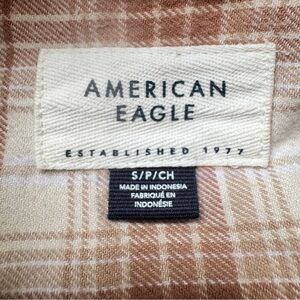 AMERICAN
EAGLE
ESTABLISHED 1977
S/P/CH
MADE IN INDONESIA
FABRIQUÉ EN
INDONÉSIE